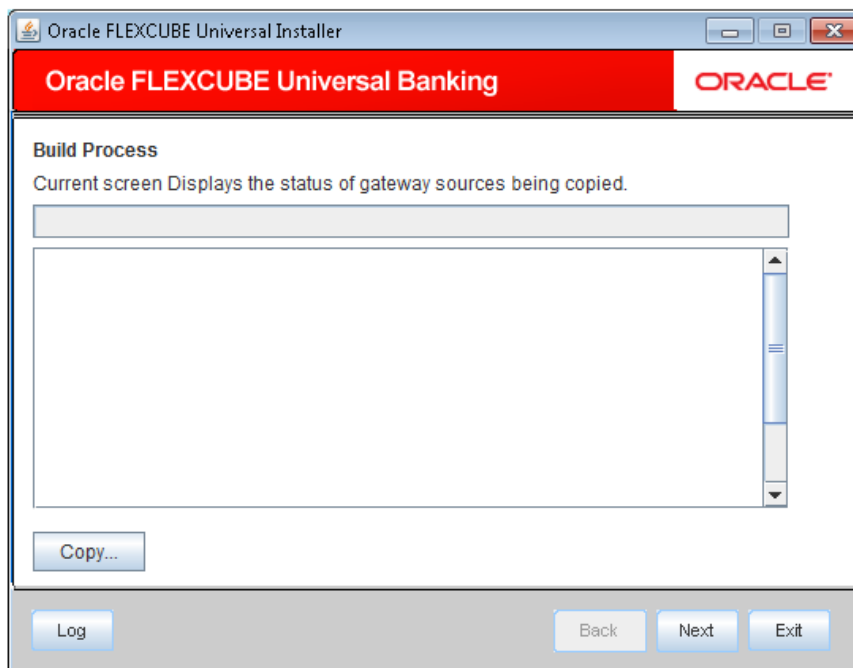 Oracle FLEXCUBE Universal Installer
Oracle FLEXCUBE Universal Banking
ORACLE
Build Process
Current screen Displays the status of gateway sources being copied.
Copy...
Log
Back
Next
Exit